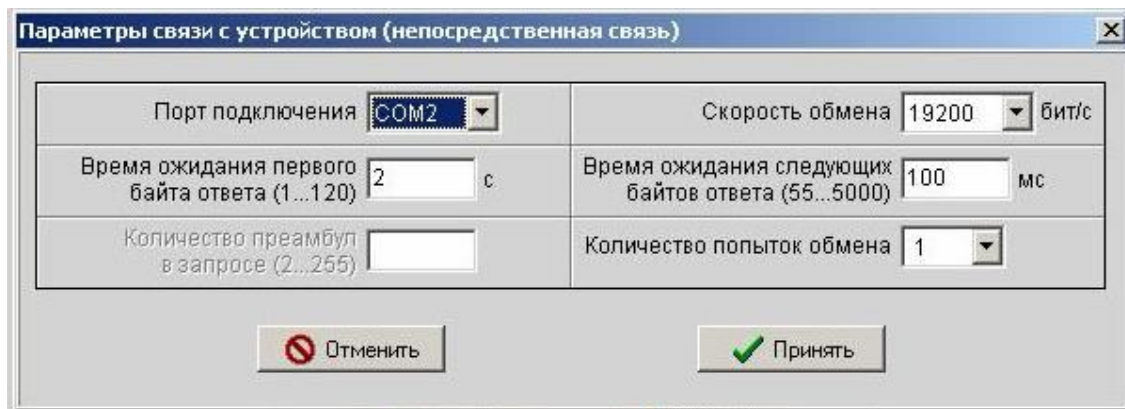 Параметры связи с устройством (непосредственная связь)
Порт подключения COM2
Скорость обмена 19200 бит/с
Время ожидания первого
байта ответа (1...120) 2 с
Время ожидания следующих
байтов ответа (55...5000) 100 мс
Количество преамбул
в запросе (2...255)
Количество попыток обмена 1
Отменить
Принять